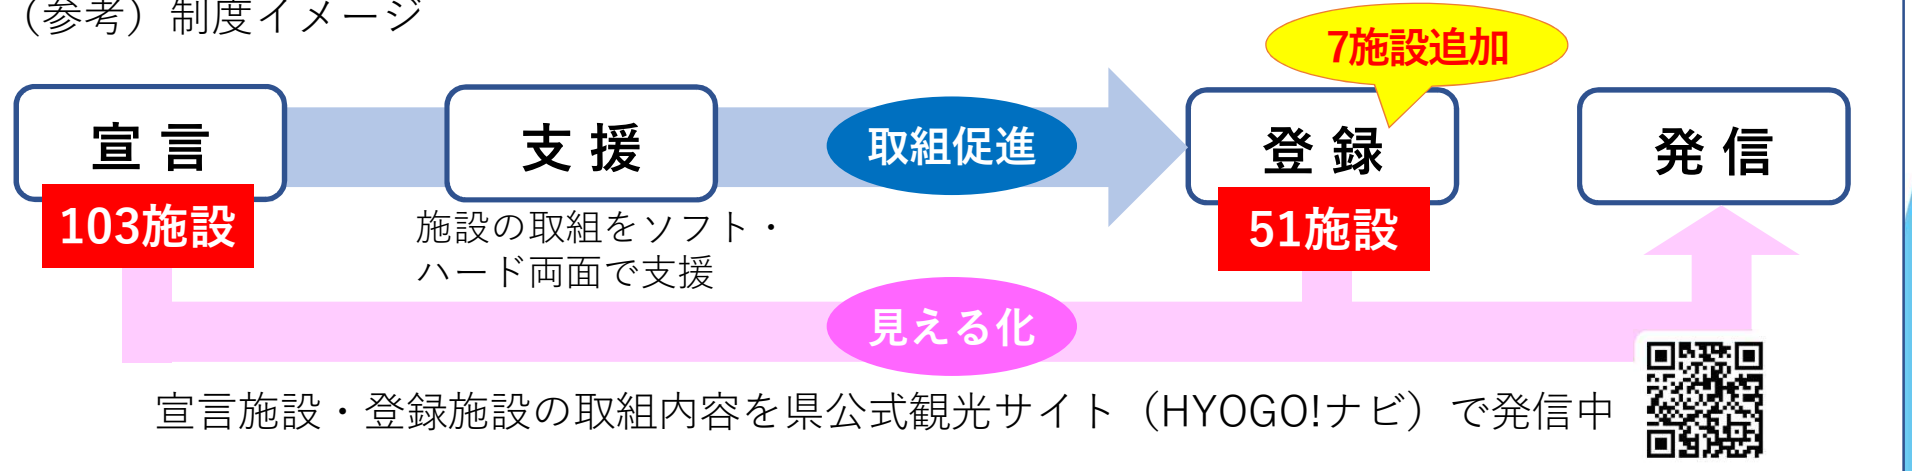 （参考）制度イメージ
7施設追加
宣言
支援
取組促進
登録
発信
103施設
51施設
施設の取組をソフト・
ハード両面で支援
見える化
宣言施設・登録施設の取組内容を県公式観光サイト（HYOGO!ナビ）で発信中